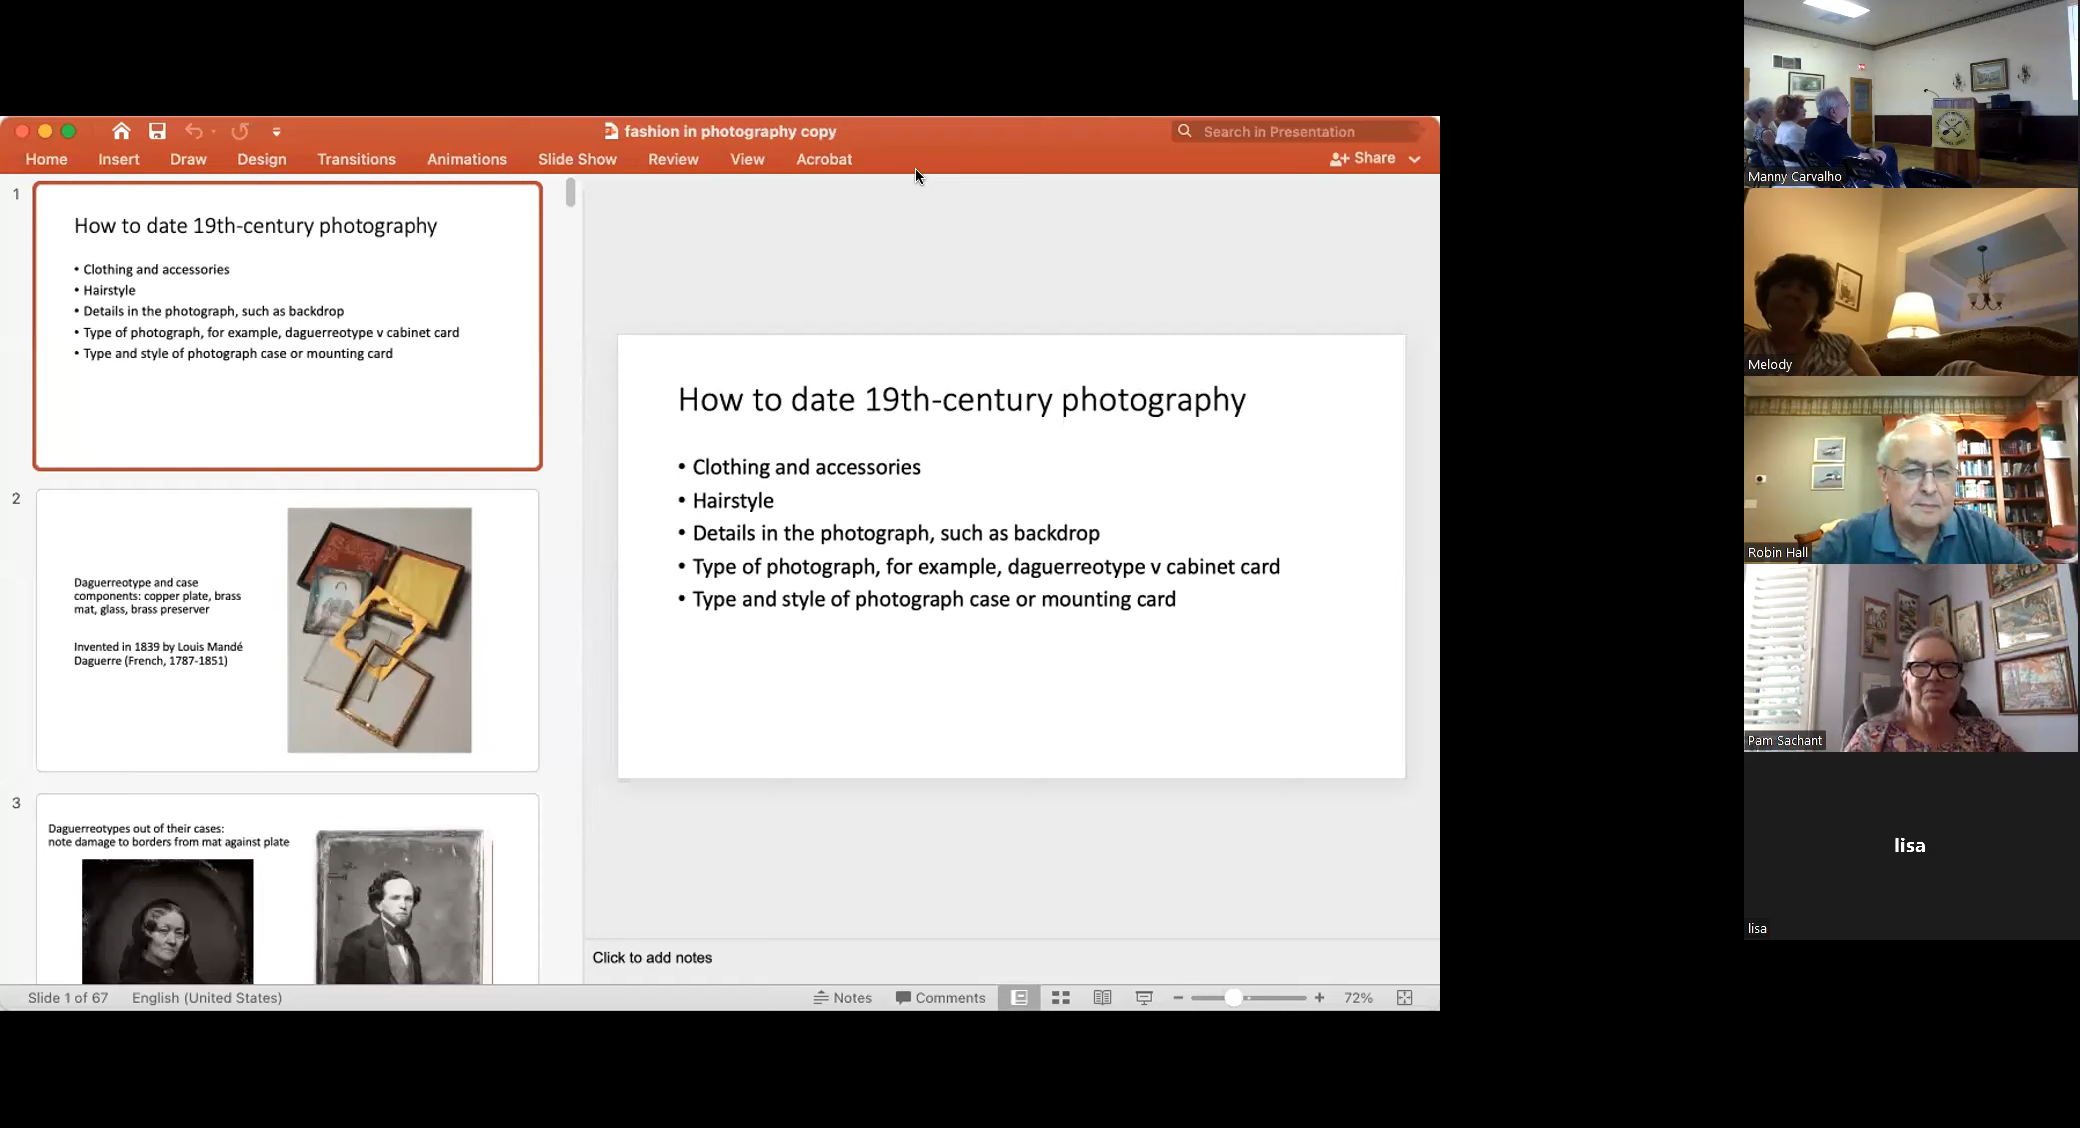 fashion in photography copy
Search in Presentation
Home
Insert
Draw
Design
Transitions
Animations
Slide Show
Review
View
Acrobat
Share
1
How to date 19th-century photography
• Clothing and accessories
• Hairstyle
• Details in the photograph, such as backdrop
• Type of photograph, for example, daguerreotype v cabinet card
• Type and style of photograph case or mounting card
2
Daguerreotype and case
components: copper plate, brass
mat, glass, brass preserver
Invented in 1839 by Louis Mandé
Daguerre (French, 1787-1851)
3
Daguerreotypes out of their cases:
note damage to borders from mat against plate
How to date 19th-century photography
• Clothing and accessories
• Hairstyle
• Details in the photograph, such as backdrop
• Type of photograph, for example, daguerreotype v cabinet card
• Type and style of photograph case or mounting card
Click to add notes
Slide 1 of 67
English (United States)
Notes
Comments
72%
Manny Carvalho
Melody
Robin Hall
Pam Sachant
lisa
lisa